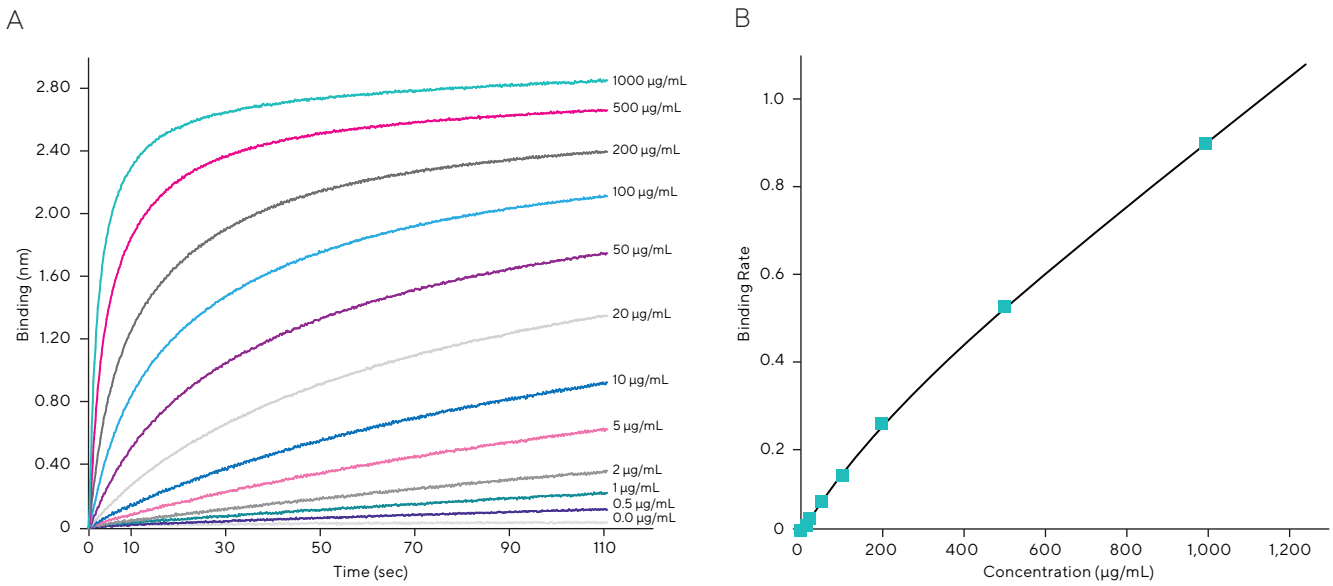 A
2.80
2.40
2.00
1.60
1.20
0.80
0.40
0
Binding (nm)
1000 µg/mL
500 µg/mL
200 µg/mL
100 µg/mL
50 µg/mL
20 µg/mL
10 µg/mL
5 µg/mL
2 µg/mL
1 µg/mL
0.5 µg/mL
0.0 µg/mL
0 10 30 50 70 90 110
Time (sec)
B
1.0
0.8
0.6
0.4
0.2
0
Binding Rate
0 200 400 600 800 1,000 1,200
Concentration (µg/mL)